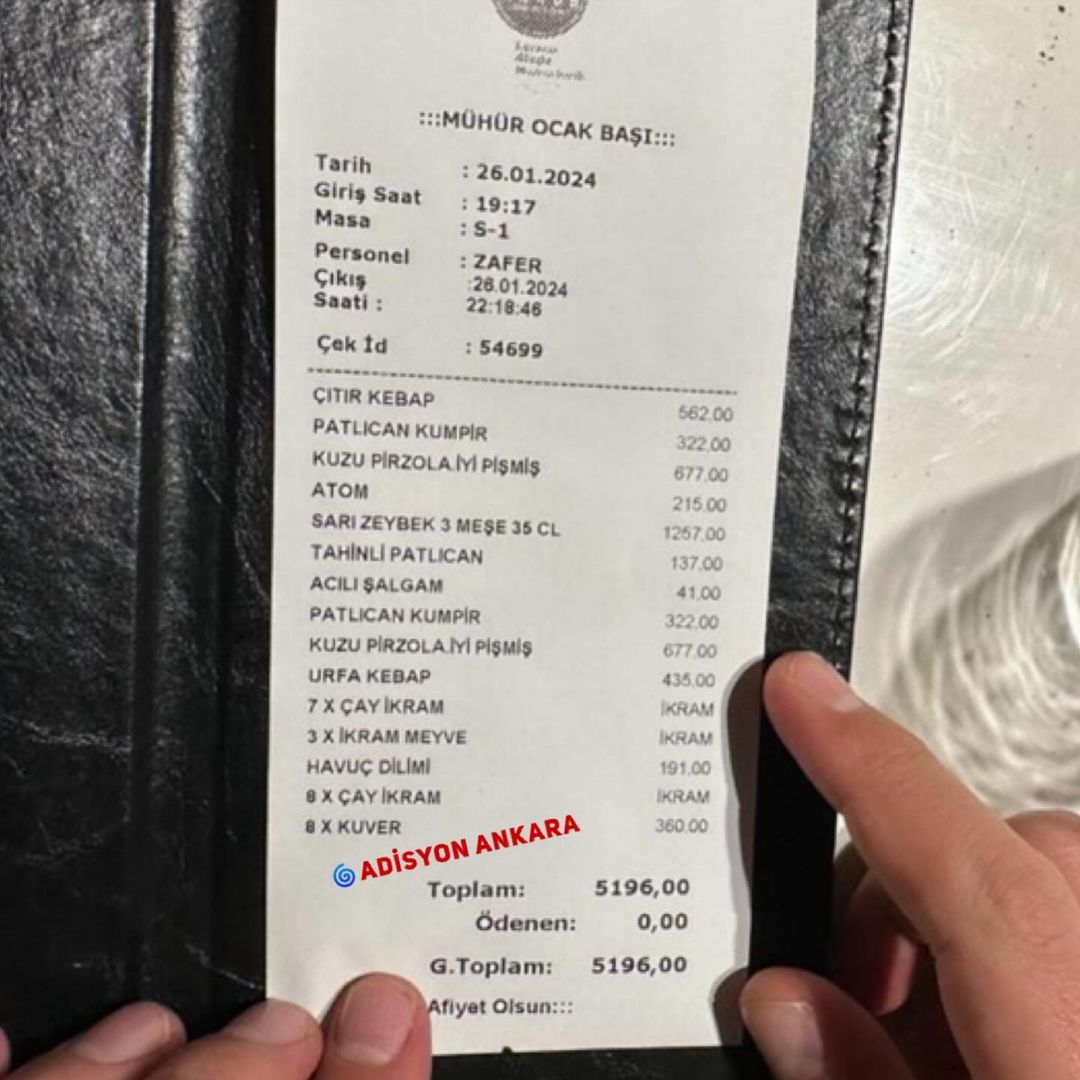 :::MÜHÜR OCAK BAŞI:::
Tarih : 26.01.2024
Giriş Saat : 19:17
Masa : S-1
Personel : ZAFER
Çıkış :26.01.2024
Saati : 22:18:46
Çek İd : 54699
ÇITIR KEBAP 562,00
PATLICAN KUMPİR 322,00
KUZU PİRZOLA.İYİ PİŞMİŞ 677,00
ATOM 215,00
SARI ZEYBEK 3 MEŞE 35 CL 1257,00
TAHİNLİ PATLICAN 137,00
ACILI ŞALGAM 41,00
PATLICAN KUMPİR 322,00
KUZU PİRZOLA.İYİ PİŞMİŞ 677,00
URFA KEBAP 435,00
7 X ÇAY İKRAM İKRAM
3 X İKRAM MEYVE İKRAM
HAVUÇ DİLİMİ 191,00
8 X ÇAY İKRAM İKRAM
8 X KUVER 360,00
ADİSYON ANKARA
Toplam: 5196,00
Ödenen: 0,00
G.Toplam: 5196,00
Afiyet Olsun:::